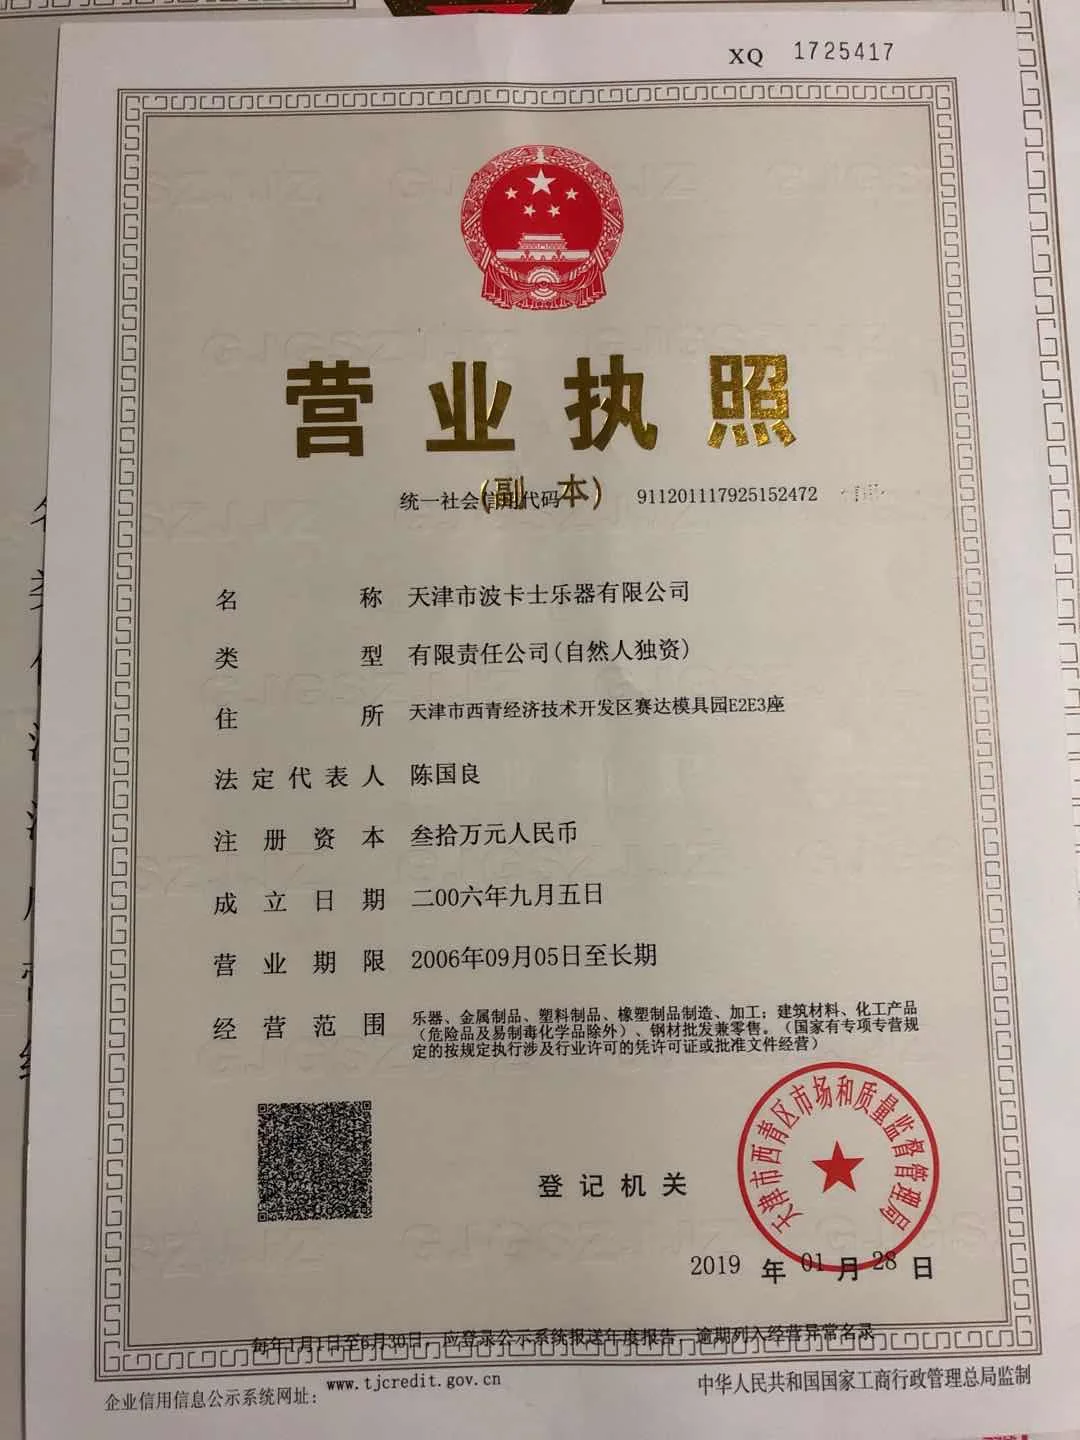 XQ 1725417
营业执照
(副本)
统一社会信用代码 911201117925152472
名称 天津市波卡士乐器有限公司
类型 有限责任公司(自然人独资)
住所 天津市西青经济技术开发区赛达模具园E2E3座
法定代表人 陈国良
注册资本 叁拾万元人民币
成立日期 二00六年九月五日
营业期限 2006年09月05日至长期
经营范围 乐器、金属制品、塑料制品、橡塑制品制造、加工；建筑材料、化工产品
（危险品及易制毒化学品除外）、钢材批发兼零售。（国家有专项专营规
定的按规定执行涉及行业许可的凭许可证或批准文件经营）
登记机关
天津市西青区市场和质量监督管理局
2019 年 01 月 28 日
每年1月1日至6月30日，应登录公示系统报送年度报告，逾期列入经营异常名录
企业信用信息公示系统网址： www.tjcredit.gov.cn
中华人民共和国国家工商行政管理总局监制